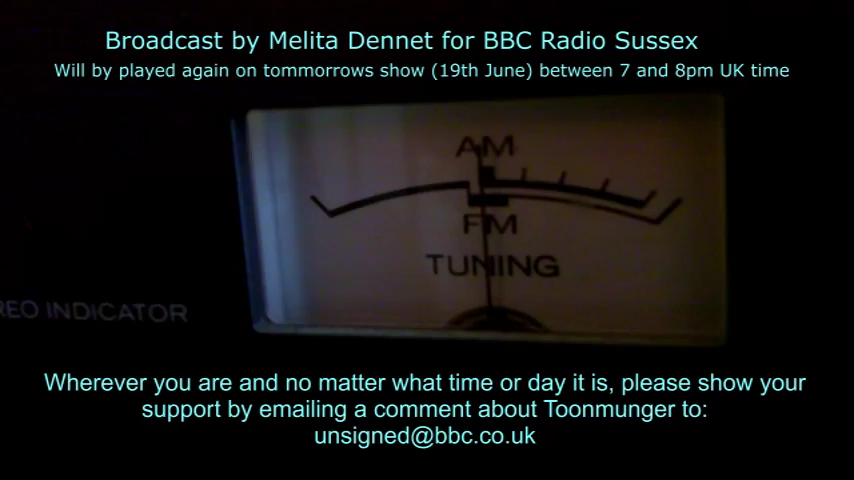 Broadcast by Melita Dennet for BBC Radio Sussex
Will by played again on tommorrows show (19th June) between 7 and 8pm UK time
AM
FM
TUNING
REO INDICATOR
Wherever you are and no matter what time or day it is, please show your
support by emailing a comment about Toonmunger to:
unsigned@bbc.co.uk